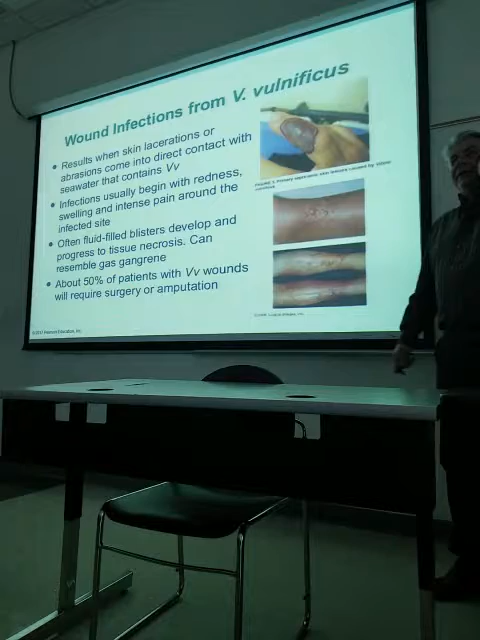 Wound Infections from V. vulnificus
• Results when skin lacerations or
abrasions come into direct contact with
seawater that contains Vv
• Infections usually begin with redness,
swelling and intense pain around the
infected site
• Often fluid-filled blisters develop and
progress to tissue necrosis. Can
resemble gas gangrene
• About 50% of patients with Vv wounds
will require surgery or amputation